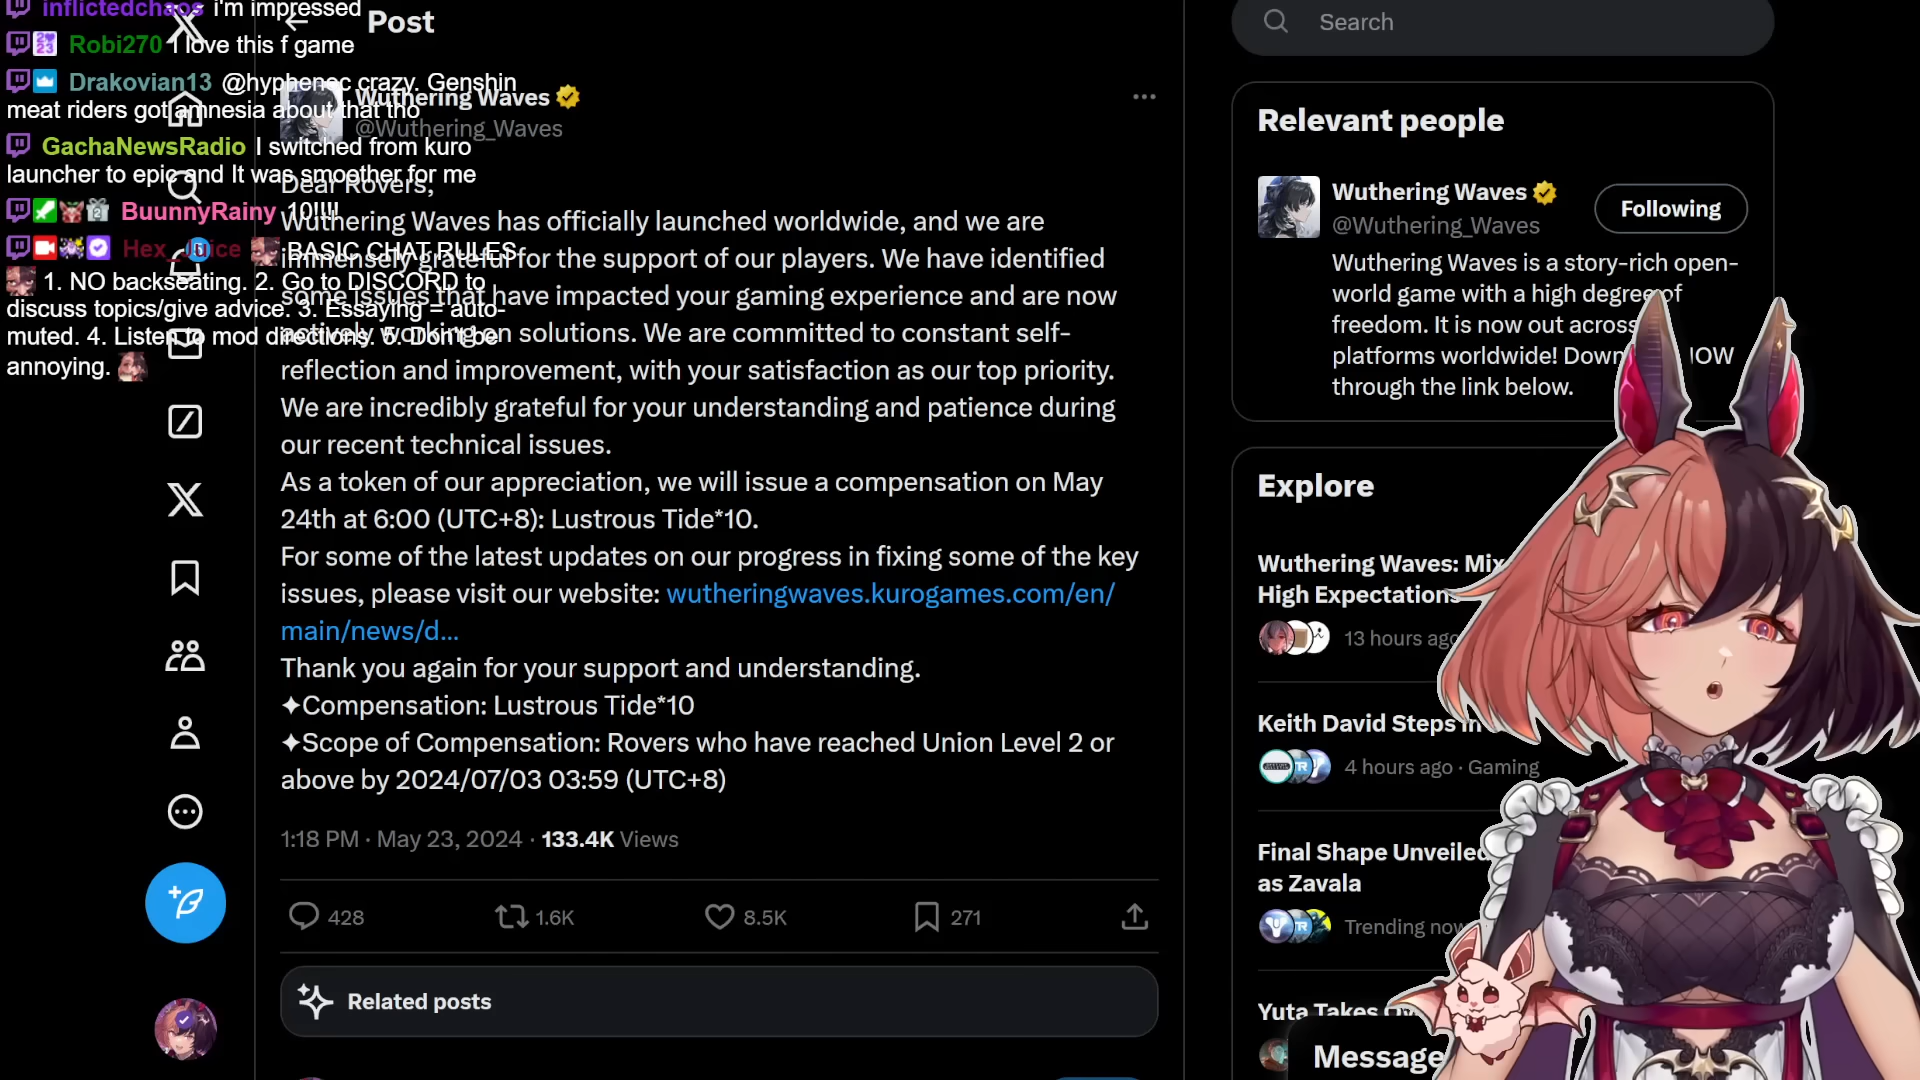 inflictedchaos i'm impressed
Robi270 I love this f game
Drakovian13 @hyphenec crazy. Genshin
meat riders got amnesia about that tho
GachaNewsRadio I switched from kuro
launcher to epic and It was smoother for me
BuunnyRainy 10!!!!
Hex_Juice BASIC CHAT RULES
1. NO backseating. 2. Go to DISCORD to
discuss topics/give advice. 3. Essaying = auto-
muted. 4. Listen to mod directions. 5. Don't be
annoying.
Post
Wuthering Waves
@Wuthering_Waves
Dear Rovers,
Wuthering Waves has officially launched worldwide, and we are
immensely grateful for the support of our players. We have identified
some issues that have impacted your gaming experience and are now
actively working on solutions. We are committed to constant self-
reflection and improvement, with your satisfaction as our top priority.
We are incredibly grateful for your understanding and patience during
our recent technical issues.
As a token of our appreciation, we will issue a compensation on May
24th at 6:00 (UTC+8): Lustrous Tide*10.
For some of the latest updates on our progress in fixing some of the key
issues, please visit our website: wutheringwaves.kurogames.com/en/
main/news/d...
Thank you again for your support and understanding.
✦Compensation: Lustrous Tide*10
✦Scope of Compensation: Rovers who have reached Union Level 2 or
above by 2024/07/03 03:59 (UTC+8)
1:18 PM · May 23, 2024 · 133.4K Views
428 1.6K 8.5K 271
Related posts
Search
Relevant people
Wuthering Waves
@Wuthering_Waves
Following
Wuthering Waves is a story-rich open-
world game with a high degree of
freedom. It is now out across
platforms worldwide! Down OW
through the link below.
Explore
Wuthering Waves: Mix
High Expectations
13 hours ago
Keith David Steps in
4 hours ago · Gaming
Final Shape Unveiled
as Zavala
Trending now
Yuta Takes
Message